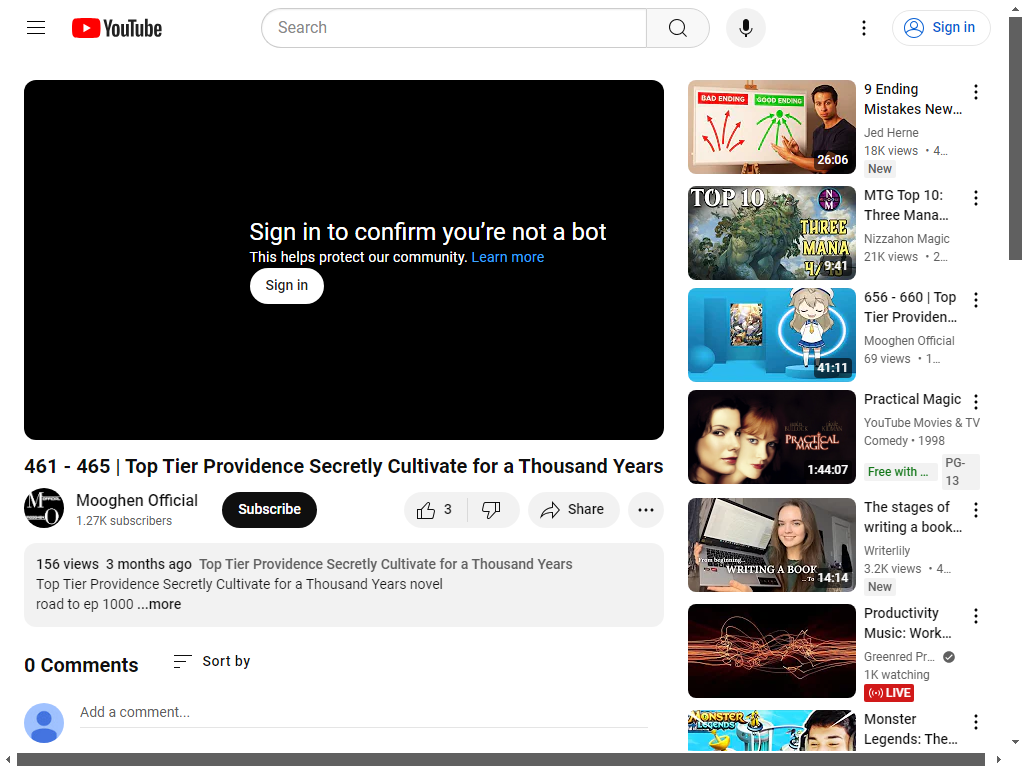 YouTube
Search
Sign in
Sign in to confirm you're not a bot
This helps protect our community. Learn more
Sign in
461 - 465 | Top Tier Providence Secretly Cultivate for a Thousand Years
Mooghen Official
1.27K subscribers
Subscribe
3
Share
156 views 3 months ago Top Tier Providence Secretly Cultivate for a Thousand Years
Top Tier Providence Secretly Cultivate for a Thousand Years novel
road to ep 1000 ...more
0 Comments
Sort by
Add a comment...
BAD ENDING
GOOD ENDING
26:06
9 Ending
Mistakes New...
Jed Herne
18K views • 4...
New
TOP 10
NM
THREE
MANA
9:41
MTG Top 10:
Three Mana...
Nizzahon Magic
21K views • 2...
41:11
656 - 660 | Top
Tier Providen...
Mooghen Official
69 views • 1...
PRACTICAL
MAGIC
1:44:07
Practical Magic
YouTube Movies & TV
Comedy • 1998
Free with ...
PG-
13
From beginning...
WRITING A BOOK
... To
14:14
The stages of
writing a book...
Writerlily
3.2K views • 4...
New
Productivity
Music: Work...
Greenred Pr...
1K watching
LIVE
MONSTER
LEGENDS
Monster
Legends: The...